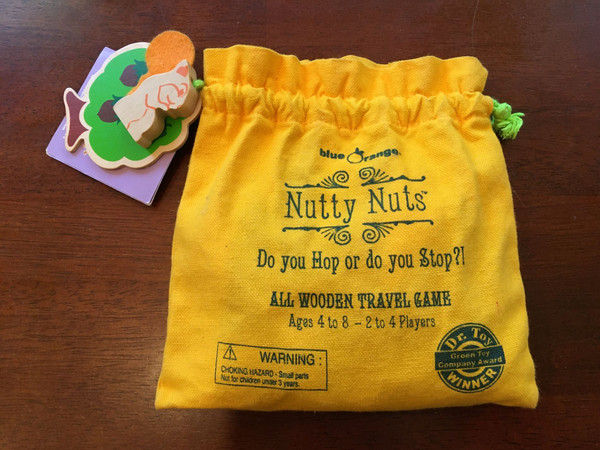 blue Orange®
Nutty Nuts™
Do you Hop or do you Stop?!
ALL WOODEN TRAVEL GAME
Ages 4 to 8 – 2 to 4 Players
WARNING :
CHOKING HAZARD - Small parts
Not for children under 3 years.
Dr. Toy
Green Toy
Company Award
WINNER